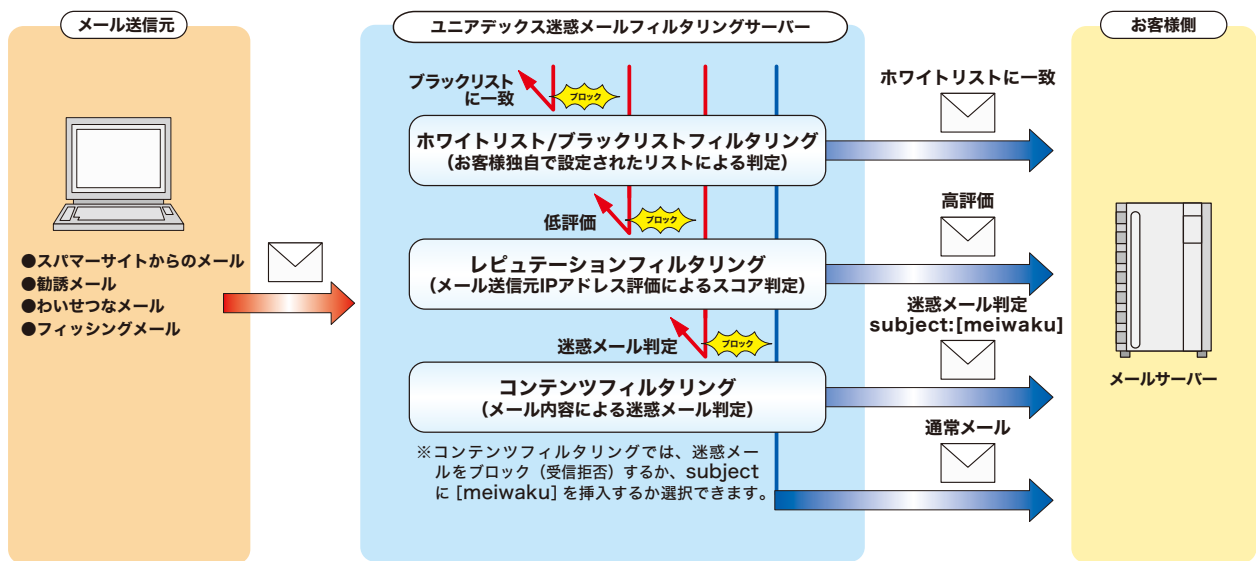 メール送信元
●スパマーサイトからのメール
●勧誘メール
●わいせつなメール
●フィッシングメール
ユニアデックス迷惑メールフィルタリングサーバー
ブラックリスト
に一致
ブロック
ホワイトリスト/ブラックリストフィルタリング
(お客様独自で設定されたリストによる判定)
低評価
ブロック
レピュテーションフィルタリング
(メール送信元IPアドレス評価によるスコア判定)
迷惑メール判定
ブロック
コンテンツフィルタリング
(メール内容による迷惑メール判定)
※コンテンツフィルタリングでは、迷惑メー
ルをブロック(受信拒否)するか、subject
に[meiwaku]を挿入するか選択できます。
ホワイトリストに一致
高評価
迷惑メール判定
subject:[meiwaku]
通常メール
お客様側
メールサーバー